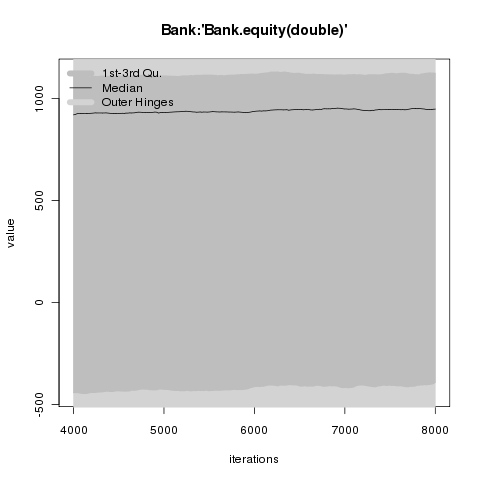 Bank:'Bank.equity(double)'
1st-3rd Qu.
Median
Outer Hinges
value
1000
500
0
-500
4000 5000 6000 7000 8000
iterations